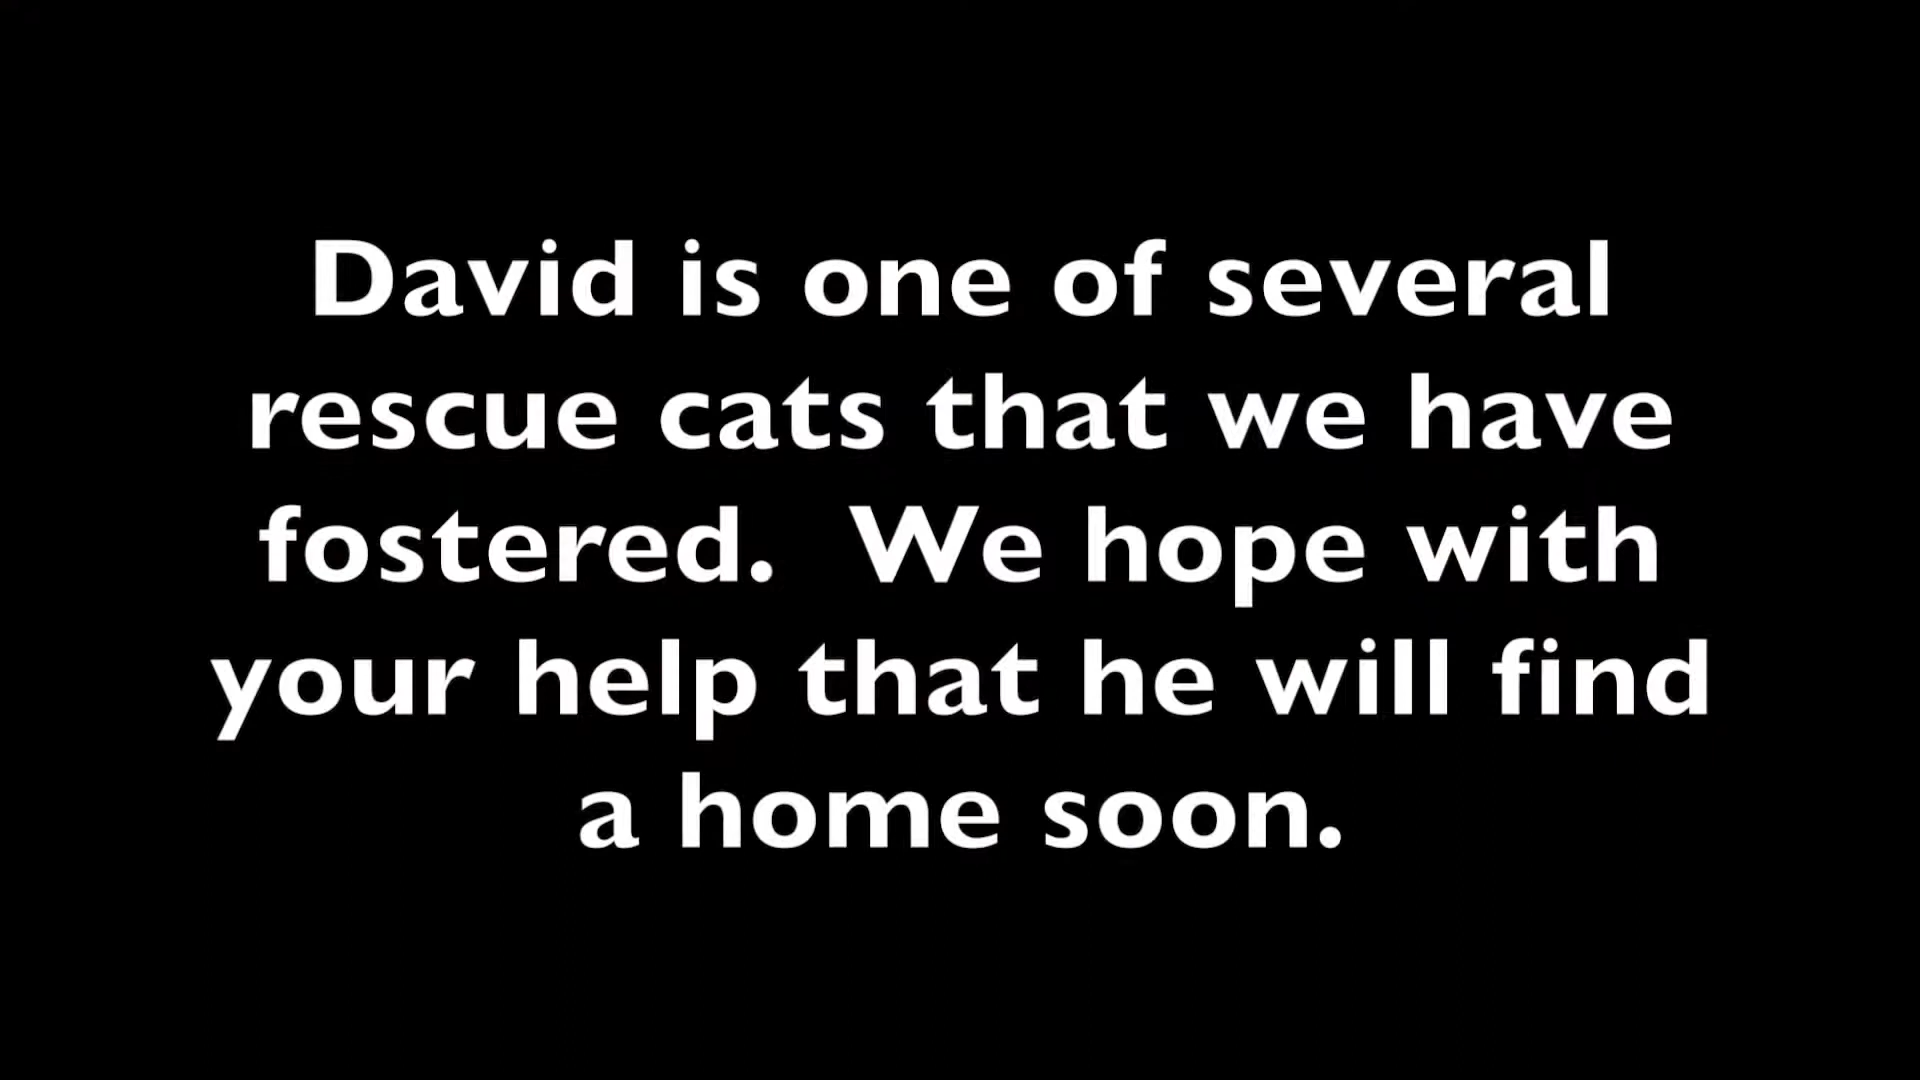 David is one of several
rescue cats that we have
fostered.  We hope with
your help that he will find
a home soon.